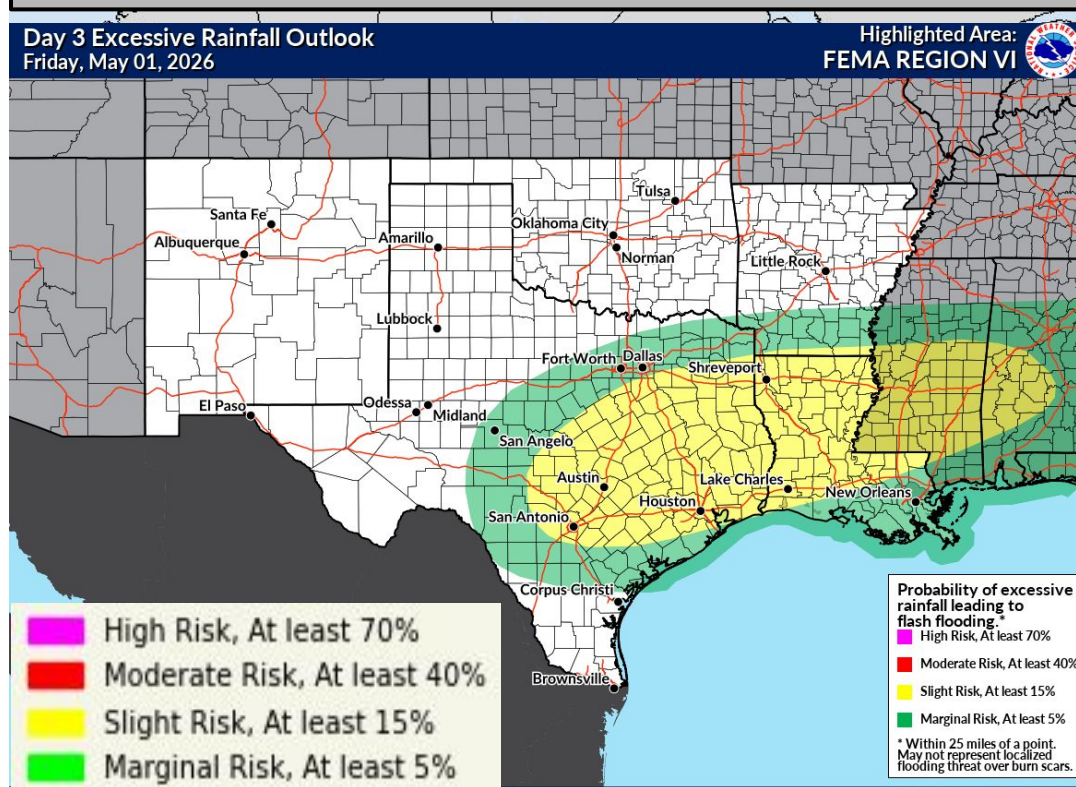 Day 3 Excessive Rainfall Outlook
Friday, May 01, 2026
Highlighted Area:
FEMA REGION VI
Tulsa
Santa Fe
Oklahoma City
Albuquerque
Amarillo
Norman
Little Rock
Lubbock
Fort Worth
Dallas
Shreveport
El Paso
Odessa
Midland
San Angelo
Austin
Lake Charles
Houston
New Orleans
San Antonio
Corpus Christi
Brownsville
High Risk, At least 70%
Moderate Risk, At least 40%
Slight Risk, At least 15%
Marginal Risk, At least 5%
Probability of excessive
rainfall leading to
flash flooding.*
High Risk, At least 70%
Moderate Risk, At least 40%
Slight Risk, At least 15%
Marginal Risk, At least 5%
* Within 25 miles of a point.
May not represent localized
flooding threat over burn scars.